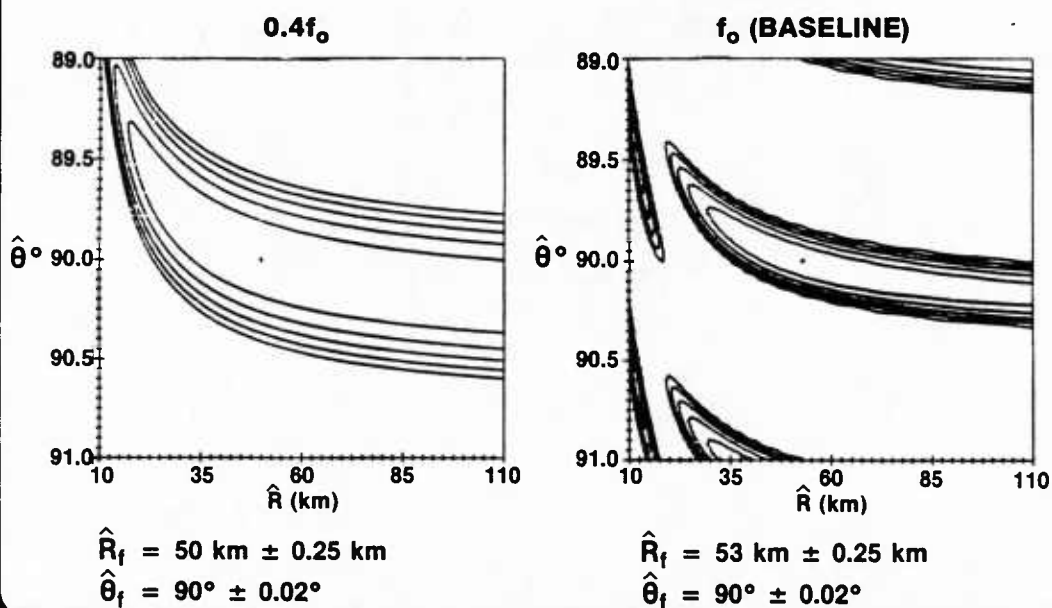 0.4fₒ
89.0
89.5
θ̂° 90.0
90.5
91.0
10 35 60 85 110
R̂ (km)
R̂f = 50 km ± 0.25 km
θ̂f = 90° ± 0.02°
fₒ (BASELINE)
89.0
89.5
θ̂° 90.0
90.5
91.0
10 35 60 85 110
R̂ (km)
R̂f = 53 km ± 0.25 km
θ̂f = 90° ± 0.02°